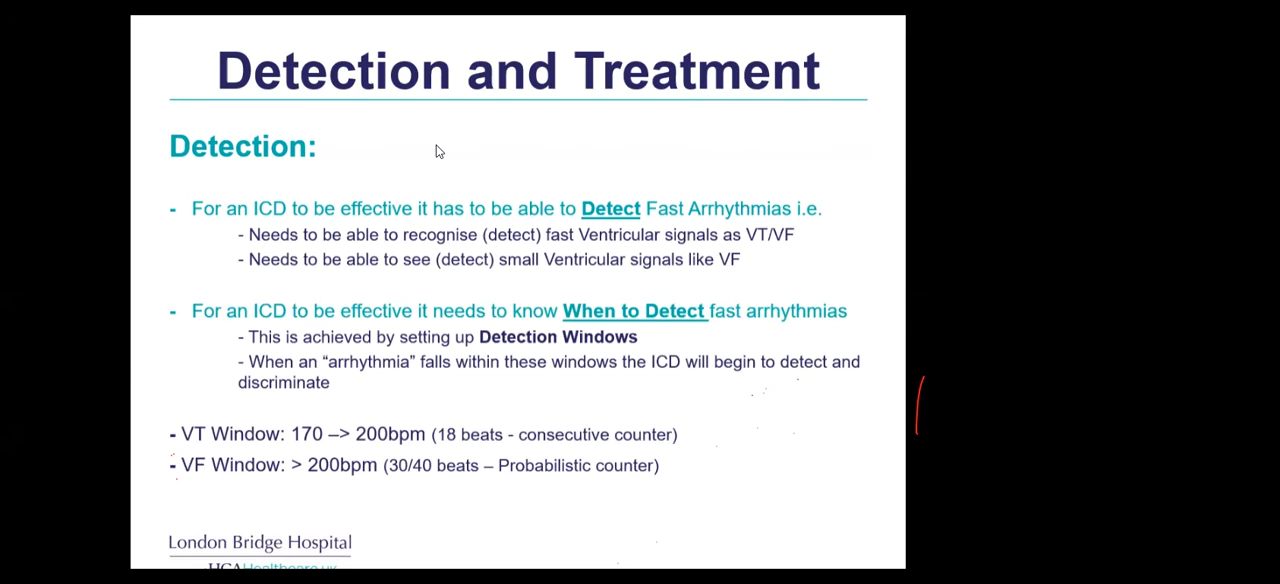 Detection and Treatment
Detection:
- For an ICD to be effective it has to be able to Detect Fast Arrhythmias i.e.
- Needs to be able to recognise (detect) fast Ventricular signals as VT/VF
- Needs to be able to see (detect) small Ventricular signals like VF
- For an ICD to be effective it needs to know When to Detect fast arrhythmias
- This is achieved by setting up Detection Windows
- When an “arrhythmia” falls within these windows the ICD will begin to detect and
discriminate
- VT Window: 170 –> 200bpm (18 beats - consecutive counter)
- VF Window: > 200bpm (30/40 beats – Probabilistic counter)
London Bridge Hospital
HCAHealthcare UK